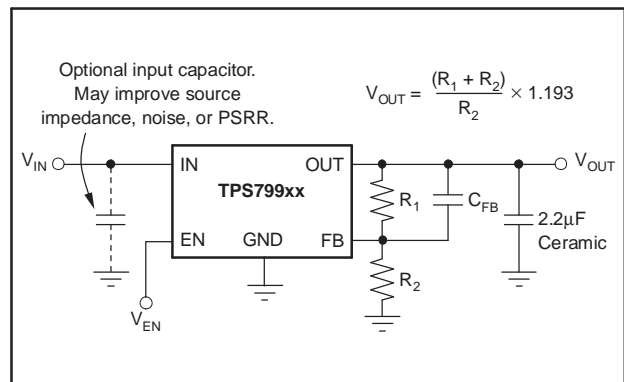 Optional input capacitor.
May improve source
impedance, noise, or PSRR.
V_OUT = (R_1 + R_2) / R_2 × 1.193
V_IN
IN
OUT
V_OUT
TPS799xx
R_1
C_FB
EN
GND
FB
2.2μF
Ceramic
R_2
V_EN